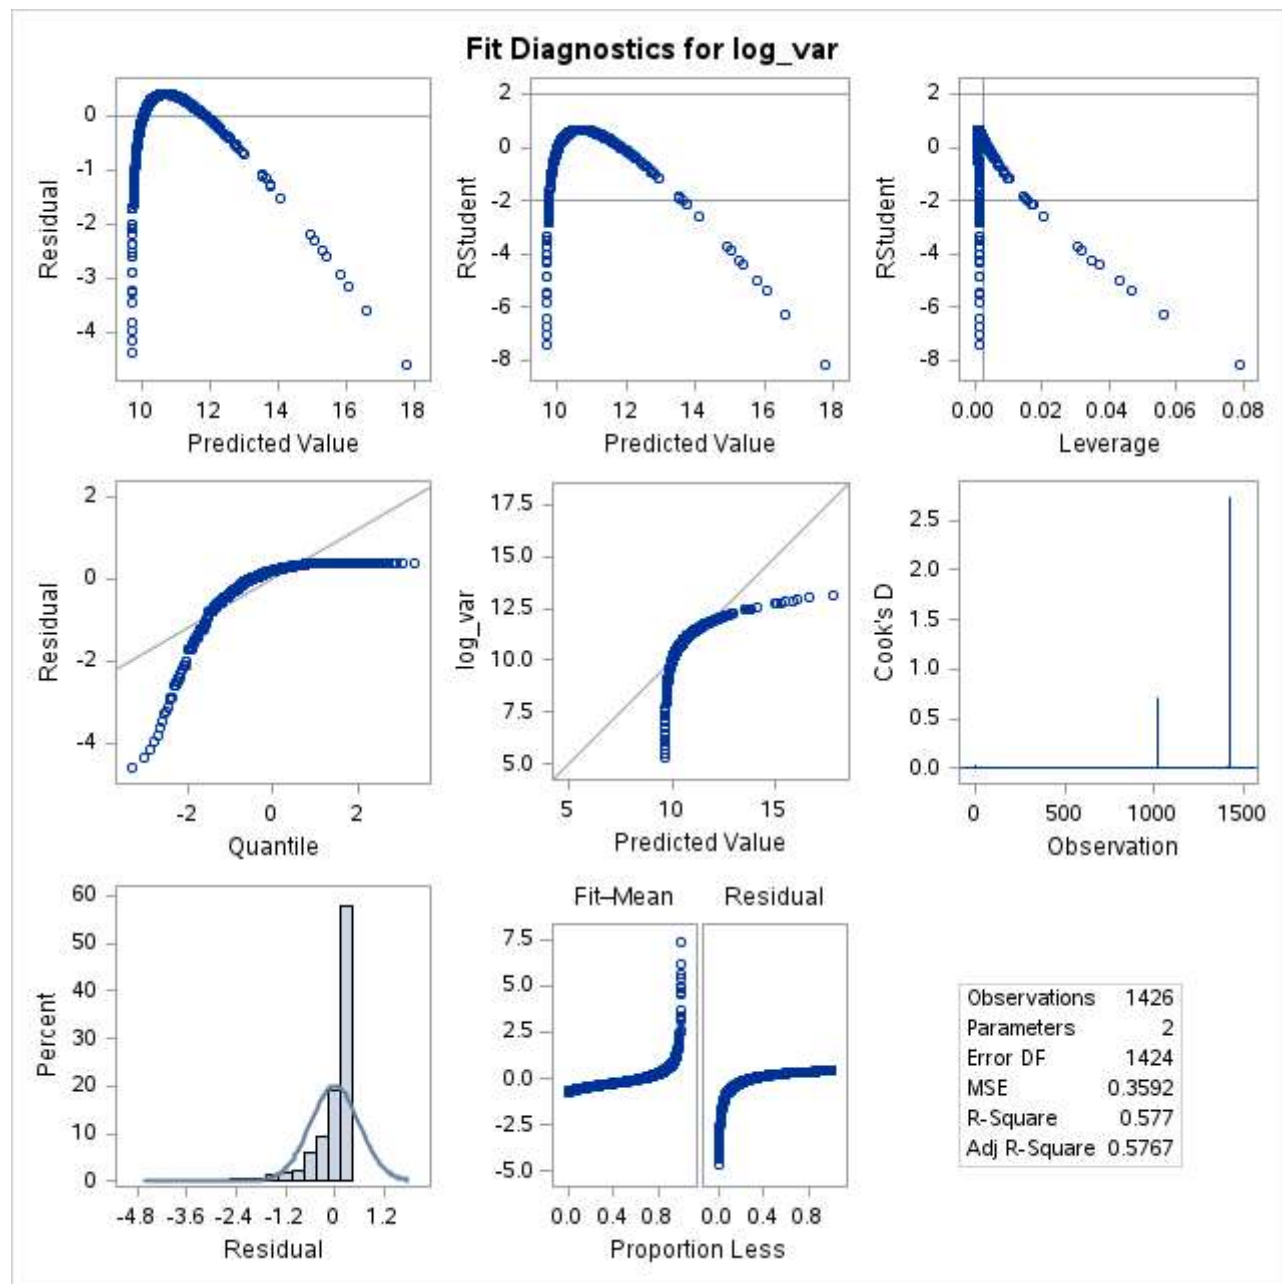 Fit Diagnostics for log_var
Residual
0
-1
-2
-3
-4
10 12 14 16 18
Predicted Value
RStudent
2
0
-2
-4
-6
-8
10 12 14 16 18
Predicted Value
RStudent
2
0
-2
-4
-6
-8
0.00 0.02 0.04 0.06 0.08
Leverage
Residual
2
0
-2
-4
-2 0 2
Quantile
log_var
17.5
15.0
12.5
10.0
7.5
5.0
5 10 15
Predicted Value
Cook's D
2.5
2.0
1.5
1.0
0.5
0.0
0 500 1000 1500
Observation
Percent
60
50
40
30
20
10
0
-4.8 -3.6 -2.4 -1.2 0 1.2
Residual
Fit–Mean Residual
7.5
5.0
2.5
0.0
-2.5
-5.0
0.0 0.4 0.8 0.0 0.4 0.8
Proportion Less
Observations 1426
Parameters 2
Error DF 1424
MSE 0.3592
R-Square 0.577
Adj R-Square 0.5767